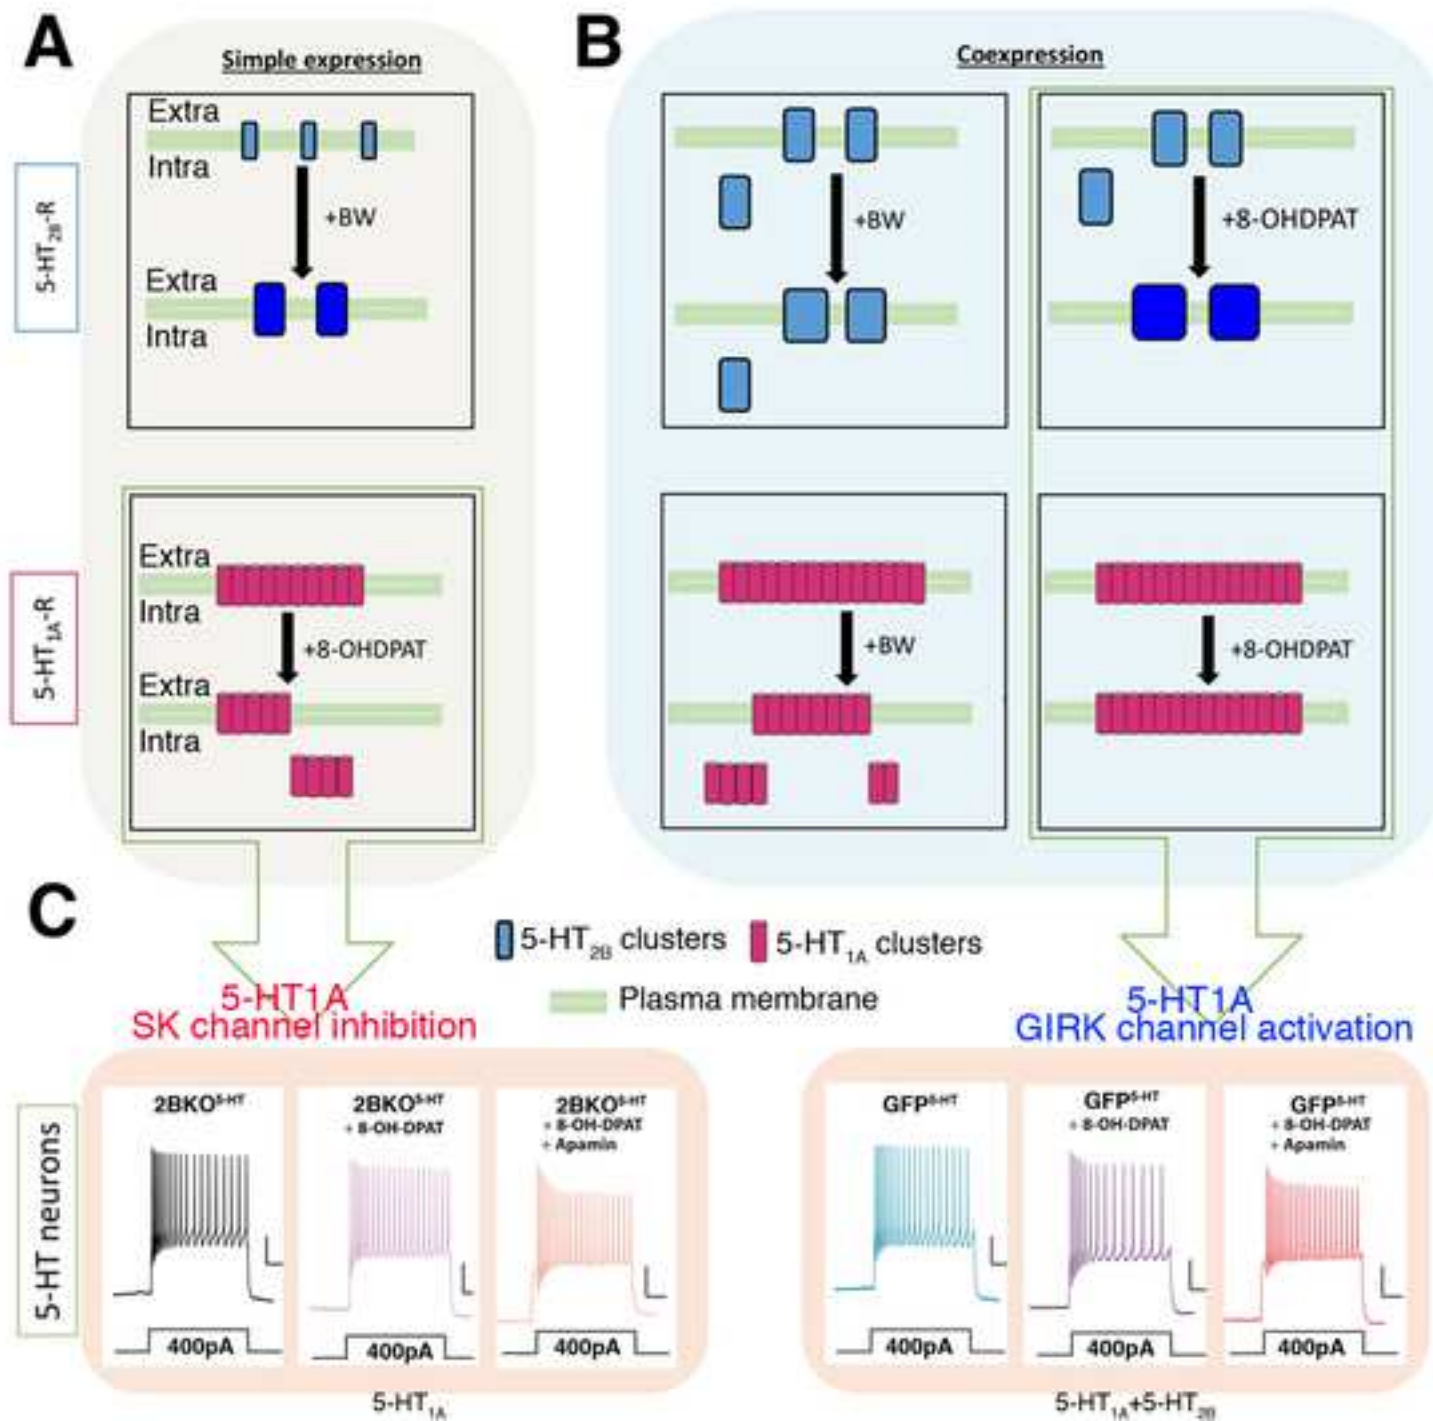 A
Simple expression
5-HT2B-R
Extra
Intra
+BW
Extra
Intra
5-HT1A-R
Extra
Intra
+8-OHDPAT
Extra
Intra
B
Coexpression
+BW
+8-OHDPAT
+BW
+8-OHDPAT
C
5-HT2B clusters
5-HT1A clusters
Plasma membrane
5-HT1A
SK channel inhibition
5-HT1A
GIRK channel activation
5-HT neurons
2BKO5-HT
400pA
2BKO5-HT
+ 8-OH-DPAT
400pA
2BKO5-HT
+ 8-OH-DPAT
+ Apamin
400pA
5-HT1A
GFP5-HT
400pA
GFP5-HT
+ 8-OH-DPAT
400pA
GFP5-HT
+ 8-OH-DPAT
+ Apamin
400pA
5-HT1A+5-HT2B